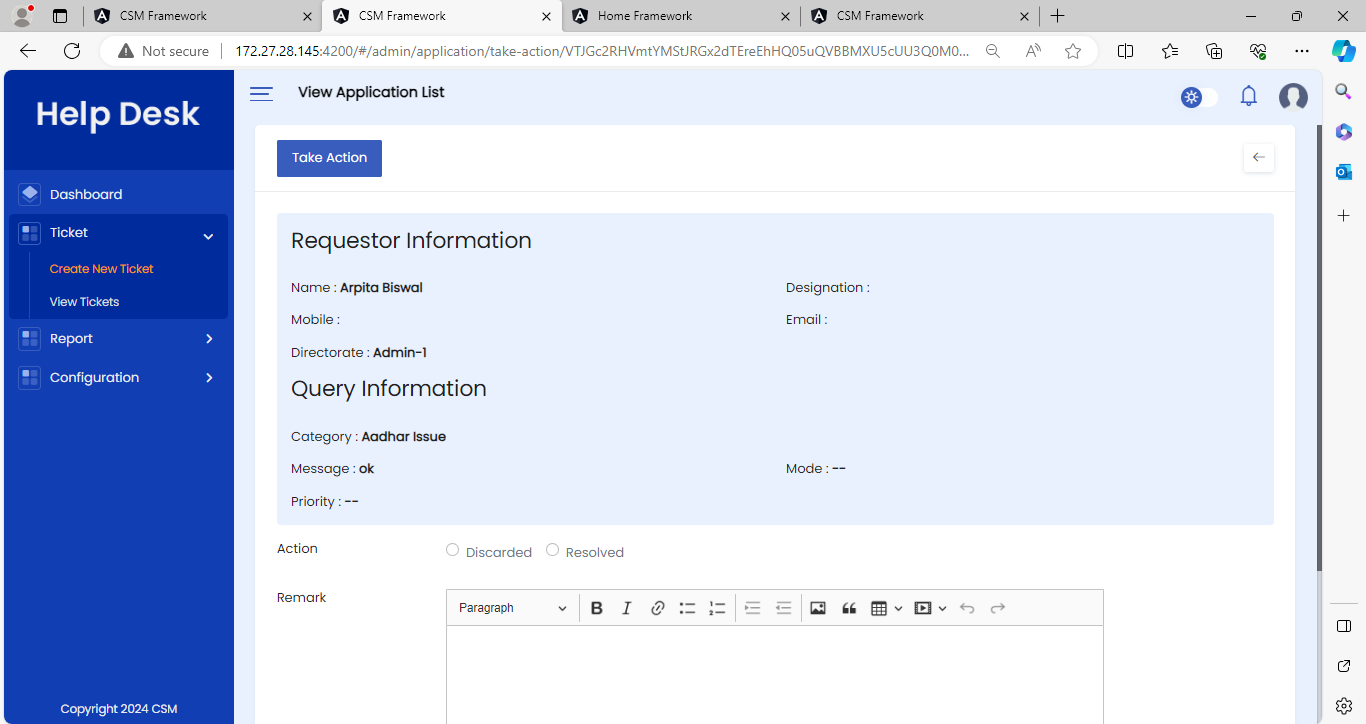 CSM Framework
CSM Framework
Home Framework
CSM Framework
Not secure
172.27.28.145:4200/#/admin/application/take-action/VTJGc2RHVmtYMStJRGx2dTEreEhHQ05uQVBBMXU5cUU3Q0M0...
Help Desk
View Application List
Take Action
Dashboard
Ticket
Create New Ticket
View Tickets
Report
Configuration
Requestor Information
Name : Arpita Biswal
Designation :
Mobile :
Email :
Directorate : Admin-1
Query Information
Category : Aadhar Issue
Message : ok
Mode : --
Priority : --
Action
Discarded
Resolved
Remark
Paragraph
Copyright 2024 CSM